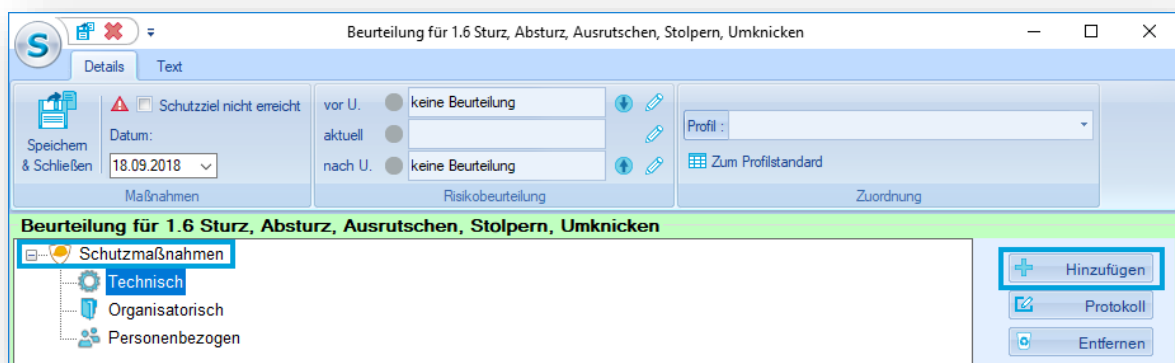 S
Beurteilung für 1.6 Sturz, Absturz, Ausrutschen, Stolpern, Umknicken
Details Text
Speichern & Schließen
Schutzziel nicht erreicht
Datum:
18.09.2018
Maßnahmen
vor U. keine Beurteilung
aktuell
nach U. keine Beurteilung
Risikobeurteilung
Profil :
Zum Profilstandard
Zuordnung
Beurteilung für 1.6 Sturz, Absturz, Ausrutschen, Stolpern, Umknicken
Schutzmaßnahmen
Technisch
Organisatorisch
Personenbezogen
Hinzufügen
Protokoll
Entfernen